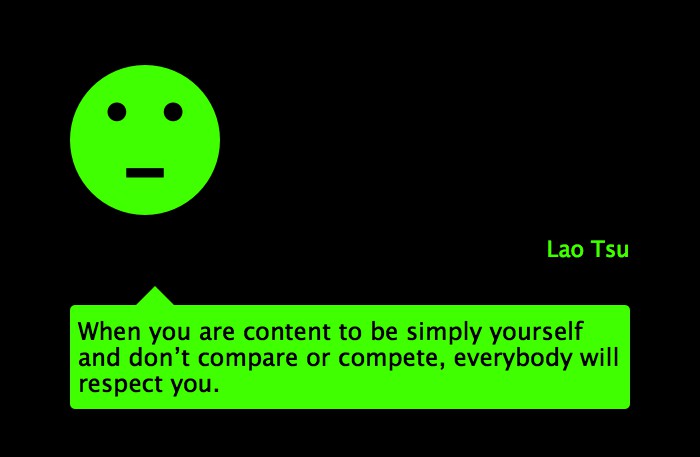 Lao Tsu
When you are content to be simply yourself
and don’t compare or compete, everybody will
respect you.